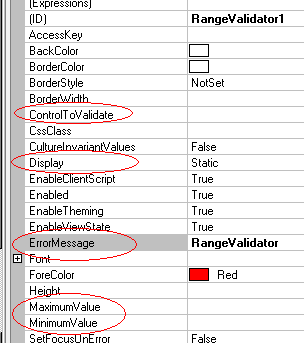 (Expressions)
(ID) RangeValidator1
AccessKey
BackColor
BorderColor
BorderStyle NotSet
BorderWidth
ControlToValidate
CssClass
CultureInvariantValues False
Display Static
EnableClientScript True
Enabled True
EnableTheming True
EnableViewState True
ErrorMessage RangeValidator
Font
ForeColor Red
Height
MaximumValue
MinimumValue
SetFocusOnError False